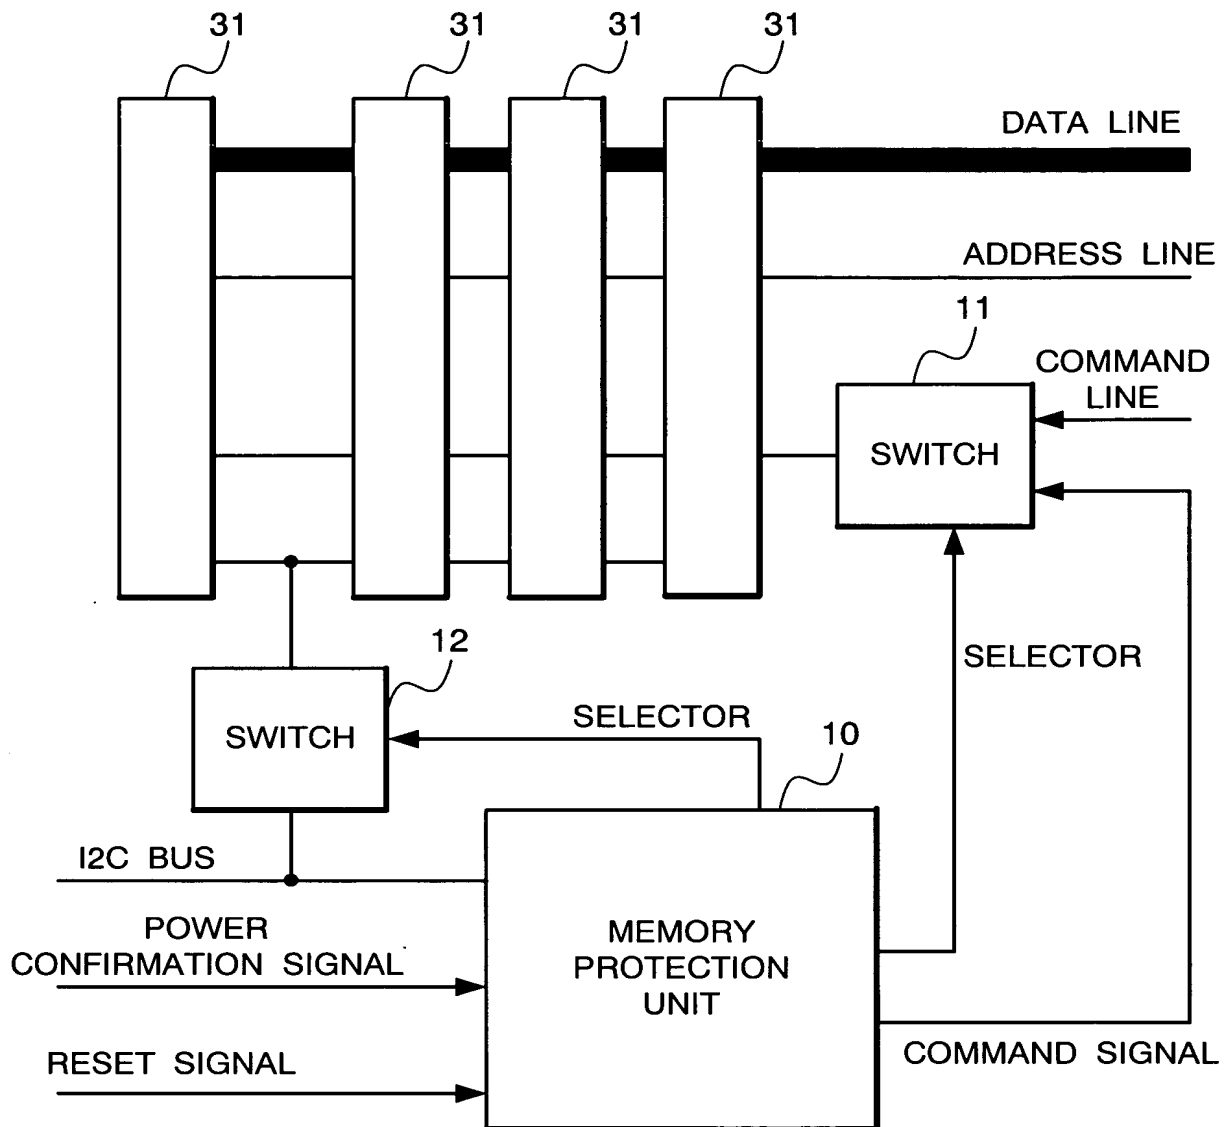 31
31
31
31
DATA LINE
ADDRESS LINE
11
COMMAND
LINE
SWITCH
12
SELECTOR
SWITCH
SELECTOR
10
I2C BUS
POWER
CONFIRMATION SIGNAL
MEMORY
PROTECTION
UNIT
RESET SIGNAL
COMMAND SIGNAL